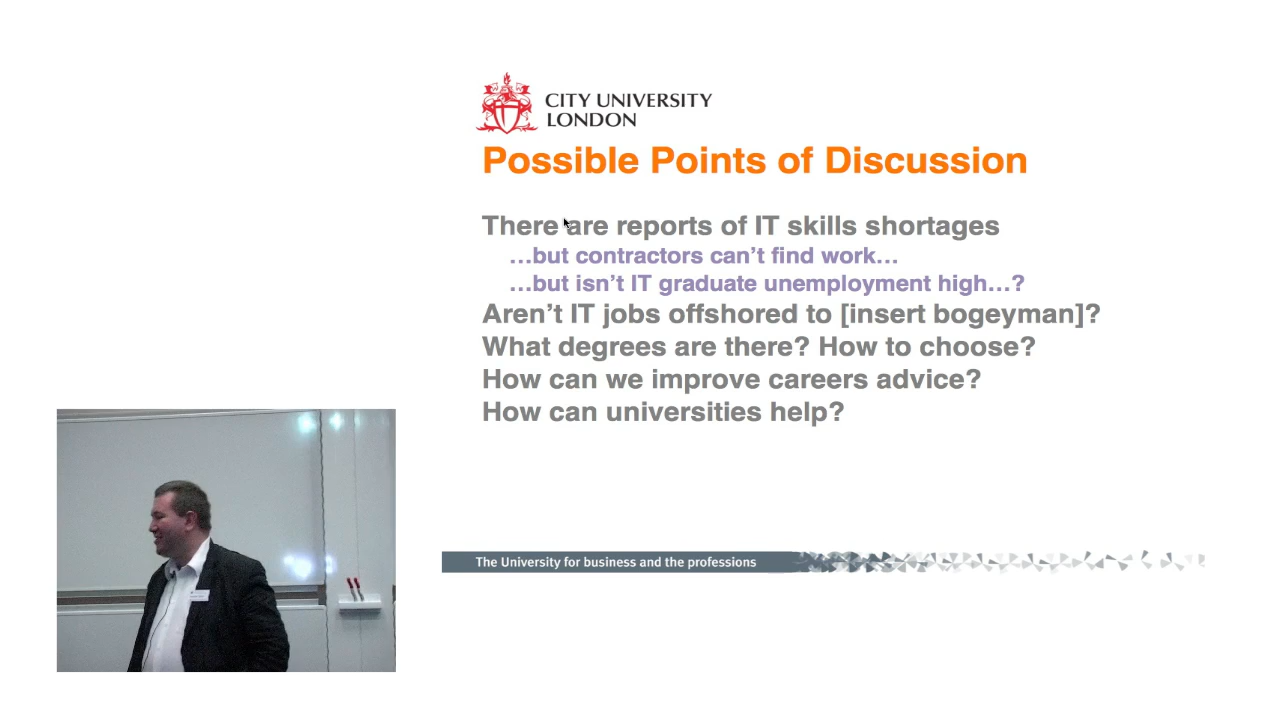 CITY UNIVERSITY
LONDON
Possible Points of Discussion
There are reports of IT skills shortages
…but contractors can’t find work…
…but isn’t IT graduate unemployment high…?
Aren’t IT jobs offshored to [insert bogeyman]?
What degrees are there? How to choose?
How can we improve careers advice?
How can universities help?
The University for business and the professions